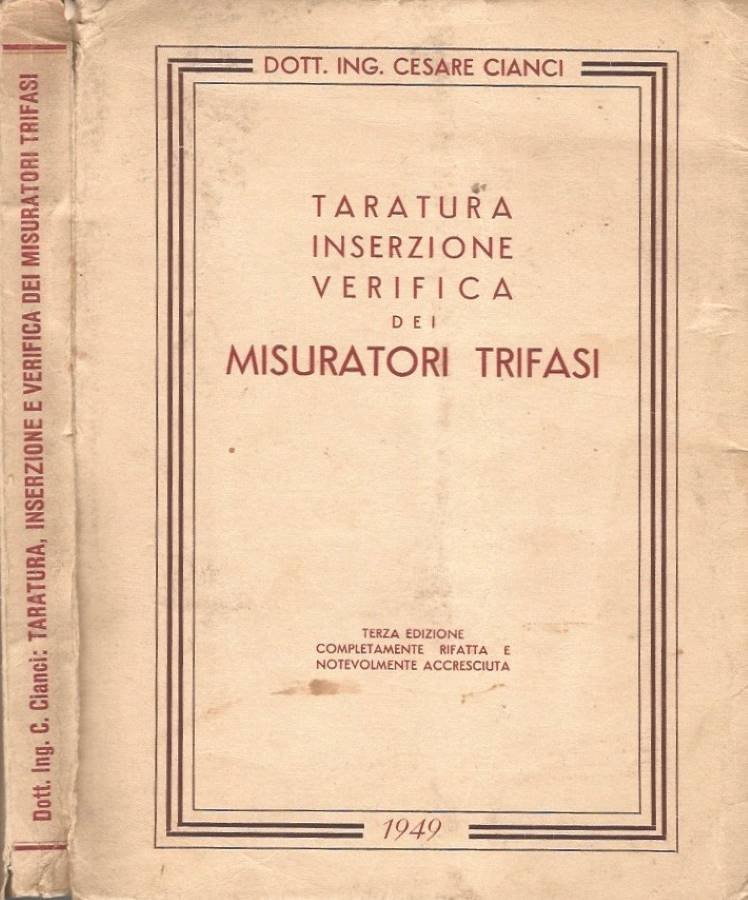 Dott. Ing. C. Cianci: TARATURA, INSERZIONE E VERIFICA DEI MISURATORI TRIFASI
DOTT. ING. CESARE CIANCI
TARATURA
INSERZIONE
VERIFICA
DEI
MISURATORI TRIFASI
TERZA EDIZIONE
COMPLETAMENTE RIFATTA E
NOTEVOLMENTE ACCRESCIUTA
1949